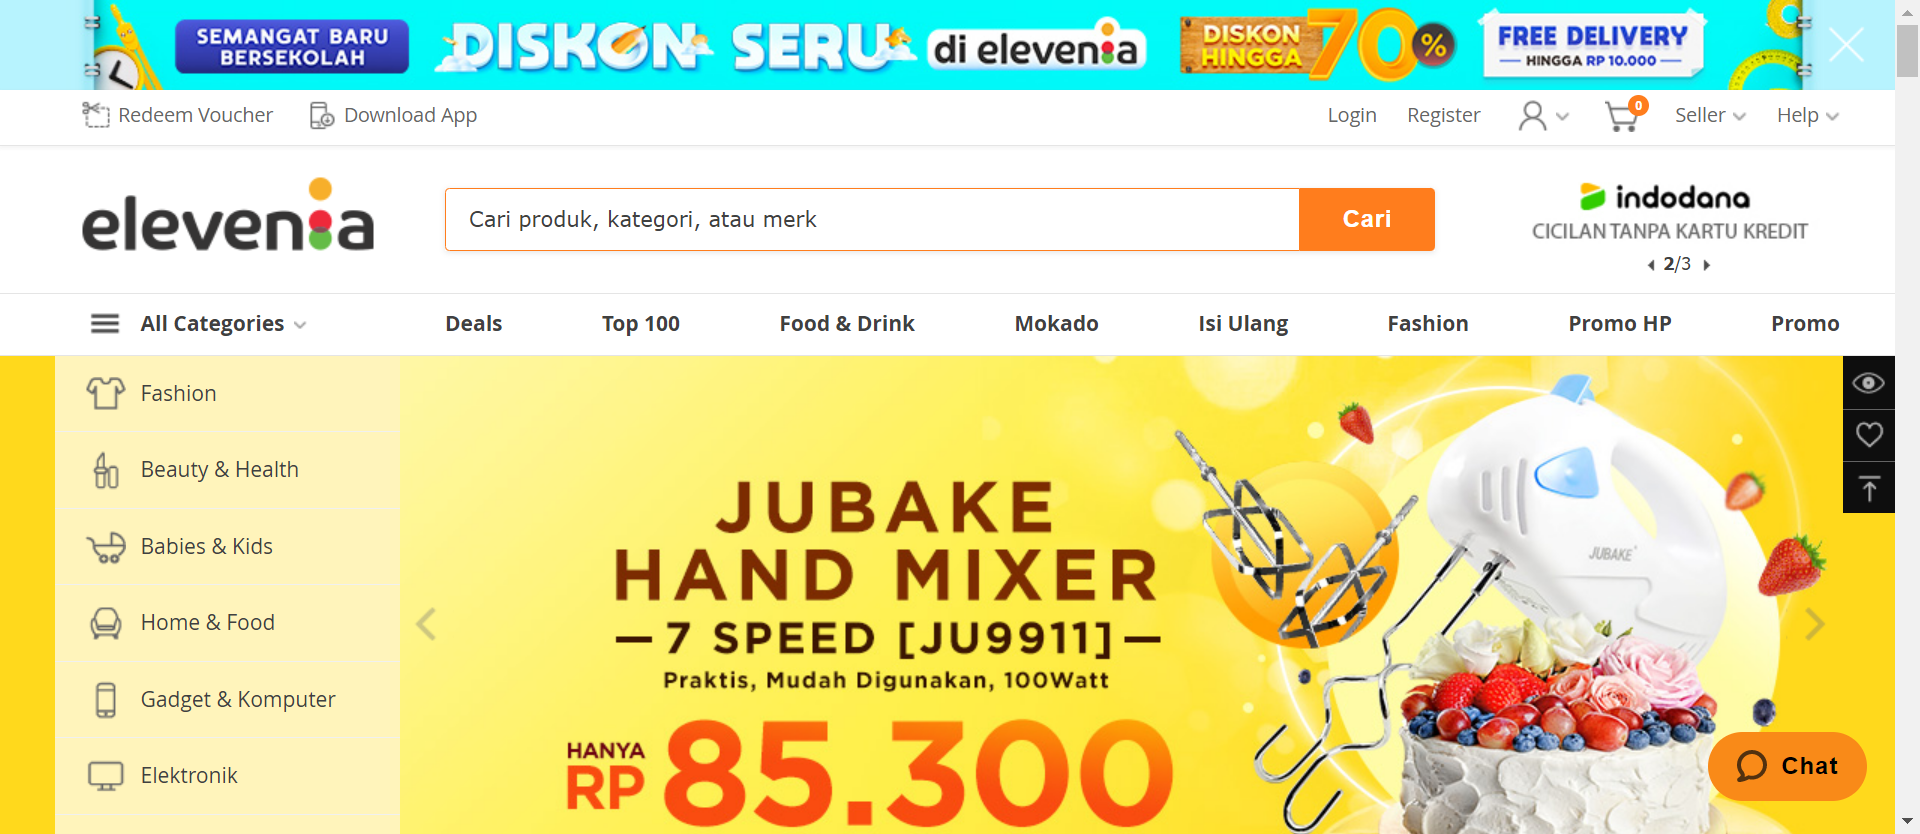 SEMANGAT BARU
BERSEKOLAH
DISKON SERU
di elevenia
DISKON
HINGGA
70%
FREE DELIVERY
HINGGA RP 10.000
Redeem Voucher
Download App
Login
Register
0
Seller
Help
elevenia
Cari produk, kategori, atau merk
Cari
indodana
CICILAN TANPA KARTU KREDIT
2/3
All Categories
Deals
Top 100
Food & Drink
Mokado
Isi Ulang
Fashion
Promo HP
Promo
Fashion
Beauty & Health
Babies & Kids
Home & Food
Gadget & Komputer
Elektronik
JUBAKE
HAND MIXER
7 SPEED [JU9911]
Praktis, Mudah Digunakan, 100Watt
HANYA
RP 85.300
JUBAKE
Chat